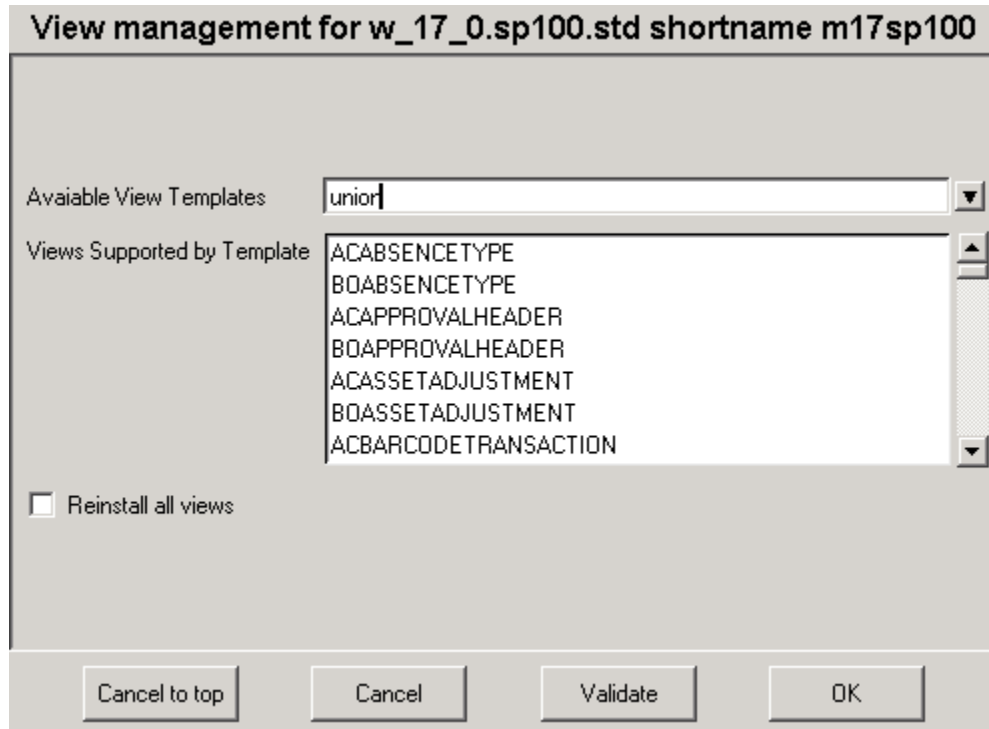 View management for w_17_0.sp100.std shortname m17sp100
Avaiable View Templates
union
Views Supported by Template
ACABSENCETYPE
BOABSENCETYPE
ACAPPROVALHEADER
BOAPPROVALHEADER
ACASSETADJUSTMENT
BOASSETADJUSTMENT
ACBARCODETRANSACTION
Reinstall all views
Cancel to top
Cancel
Validate
OK